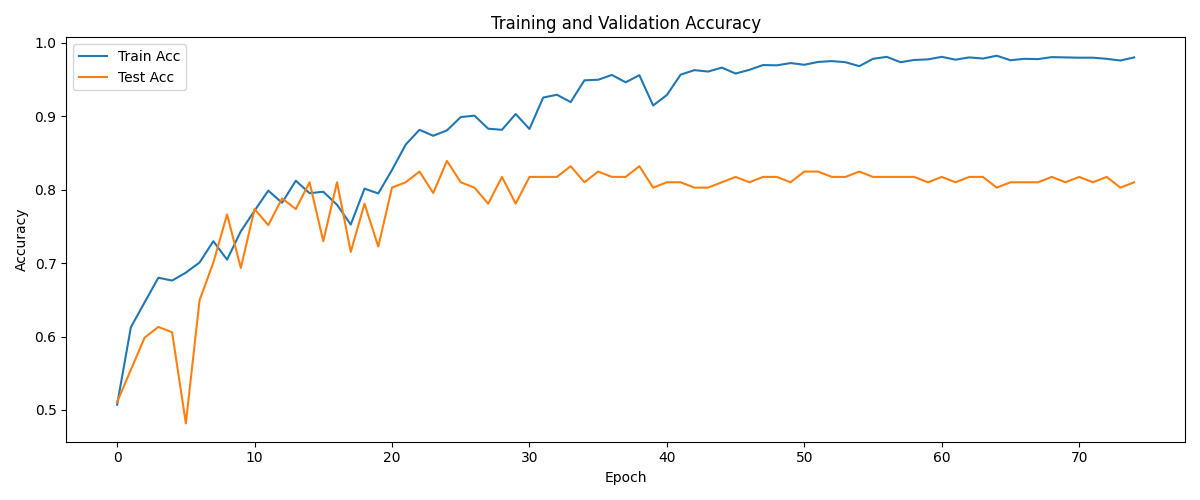 Training and Validation Accuracy
Train Acc
Test Acc
1.0
0.9
0.8
0.7
0.6
0.5
Accuracy
0 10 20 30 40 50 60 70
Epoch